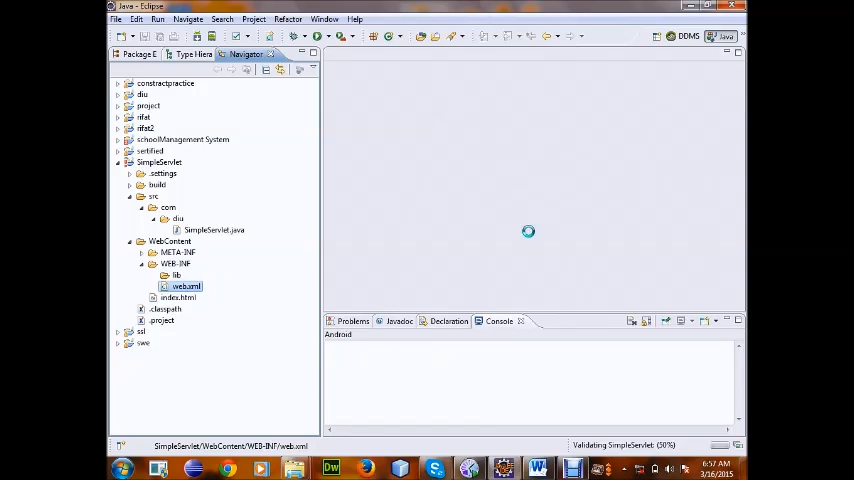 Java - Eclipse
File Edit Run Navigate Search Project Refactor Window Help
DDMS Java
Package E Type Hiera Navigator
constractpractice
diu
project
rifat
rifat2
schoolManagement System
sertified
SimpleServlet
.settings
build
src
com
diu
SimpleServlet.java
WebContent
META-INF
WEB-INF
lib
web.xml
index.html
.classpath
.project
ssl
swe
Problems Javadoc Declaration Console
Android
SimpleServlet/WebContent/WEB-INF/web.xml
Validating SimpleServlet: (50%)
6:57 AM
3/16/2015